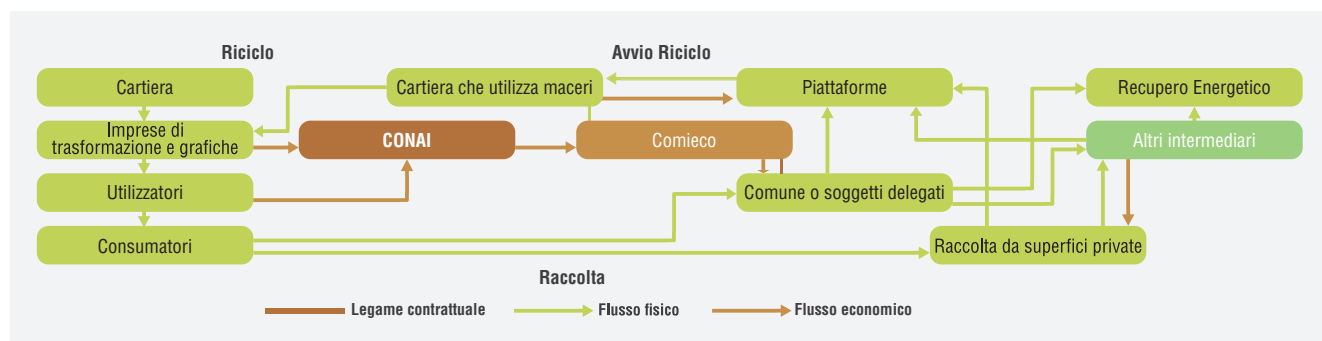 Riciclo
Avvio Riciclo
Cartiera
Cartiera che utilizza maceri
Piattaforme
Recupero Energetico
Imprese di
trasformazione e grafiche
CONAI
Comieco
Altri intermediari
Utilizzatori
Comune o soggetti delegati
Consumatori
Raccolta da superfici private
Raccolta
Legame contrattuale
Flusso fisico
Flusso economico